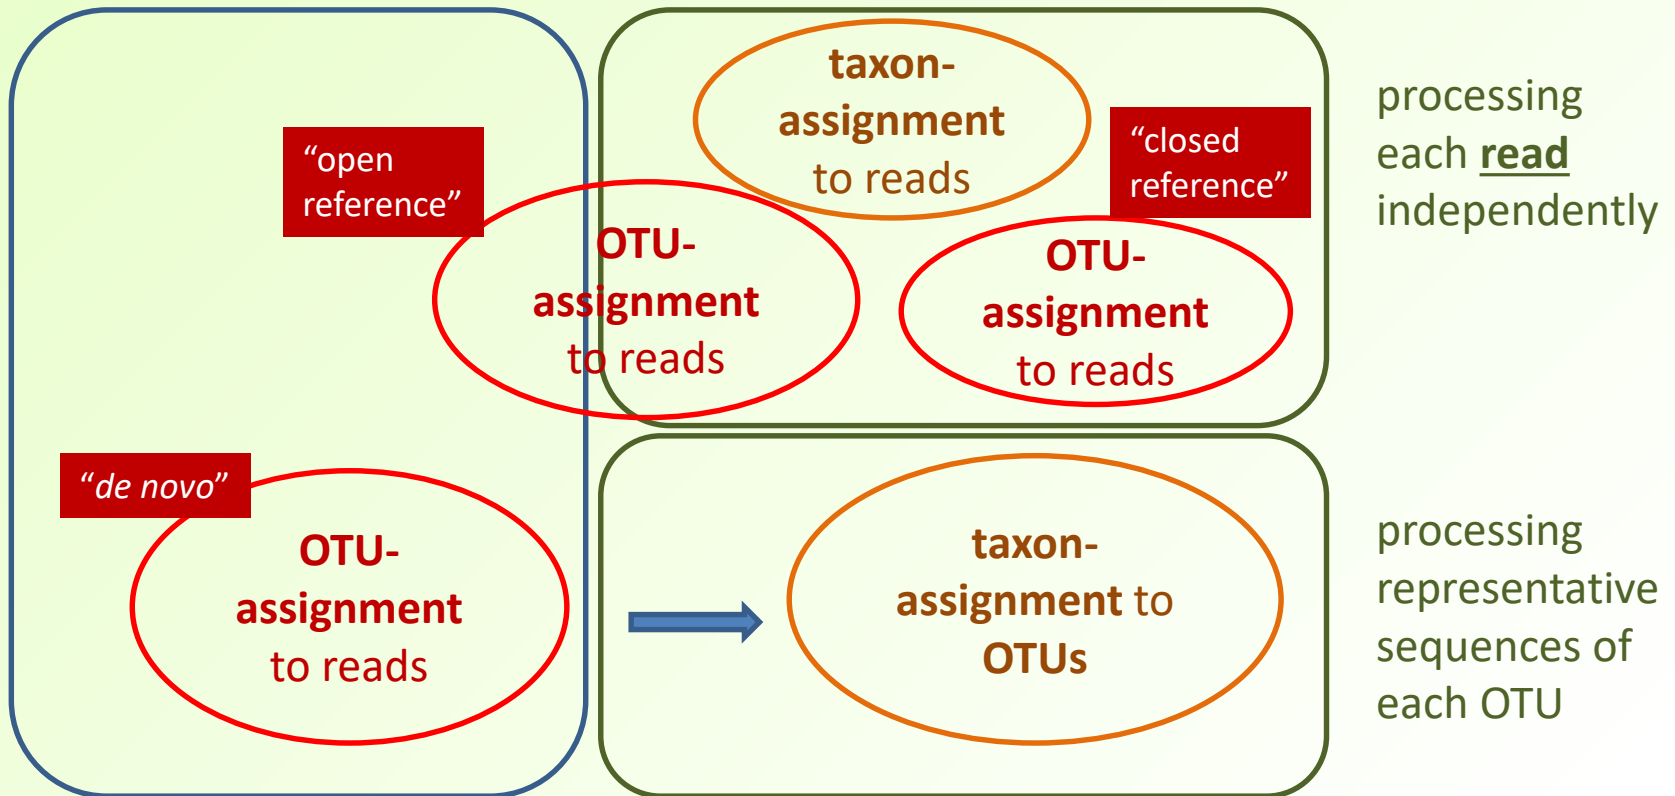 taxon-
assignment
to reads
“closed
reference”
processing
each read
independently
“open
reference”
OTU-
assignment
to reads
OTU-
assignment
to reads
“de novo”
OTU-
assignment
to reads
taxon-
assignment to
OTUs
processing
representative
sequences of
each OTU